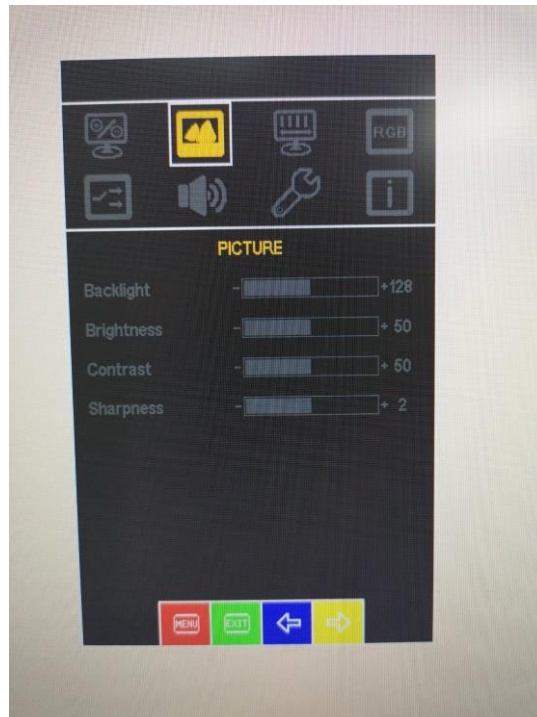 RGB
i
PICTURE
Backlight - + 128
Brightness - + 50
Contrast - + 50
Sharpness - + 2
MENU EXIT